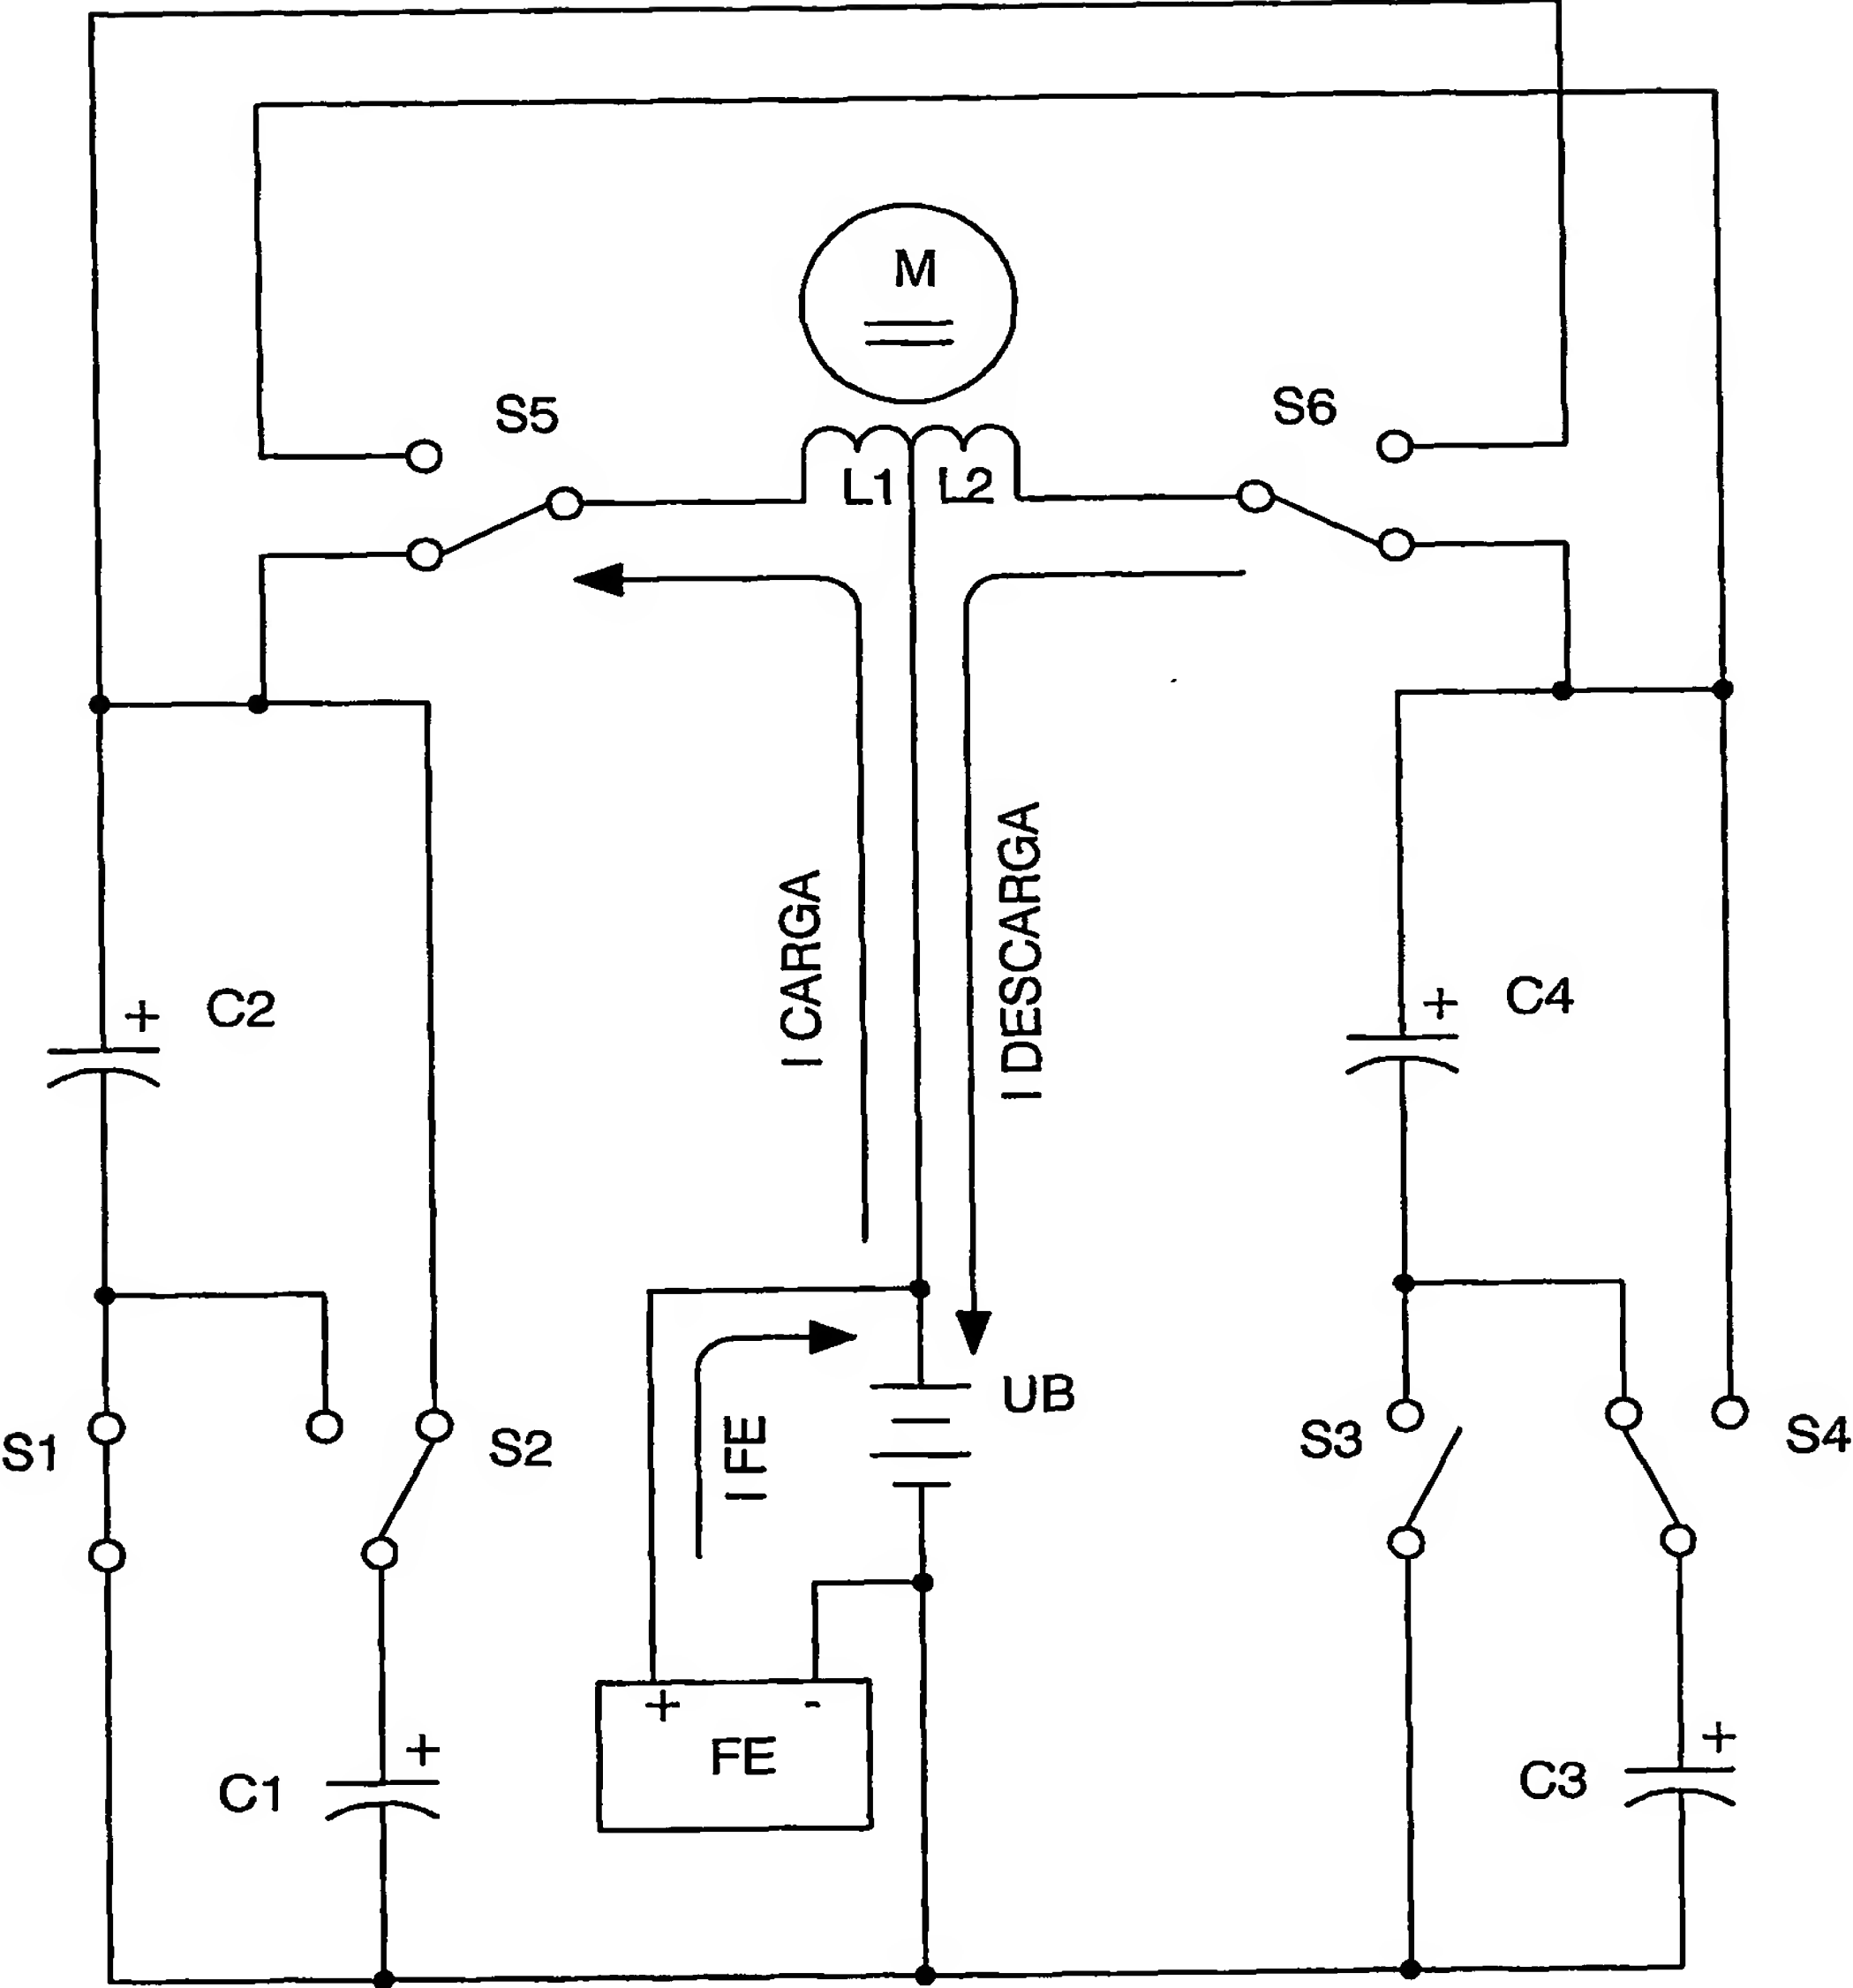 M
S5
S6
L1
L2
I CARGA
I DESCARGA
+
C2
+
C4
UB
S1
S2
I FE
S3
S4
+
-
FE
+
C1
+
C3